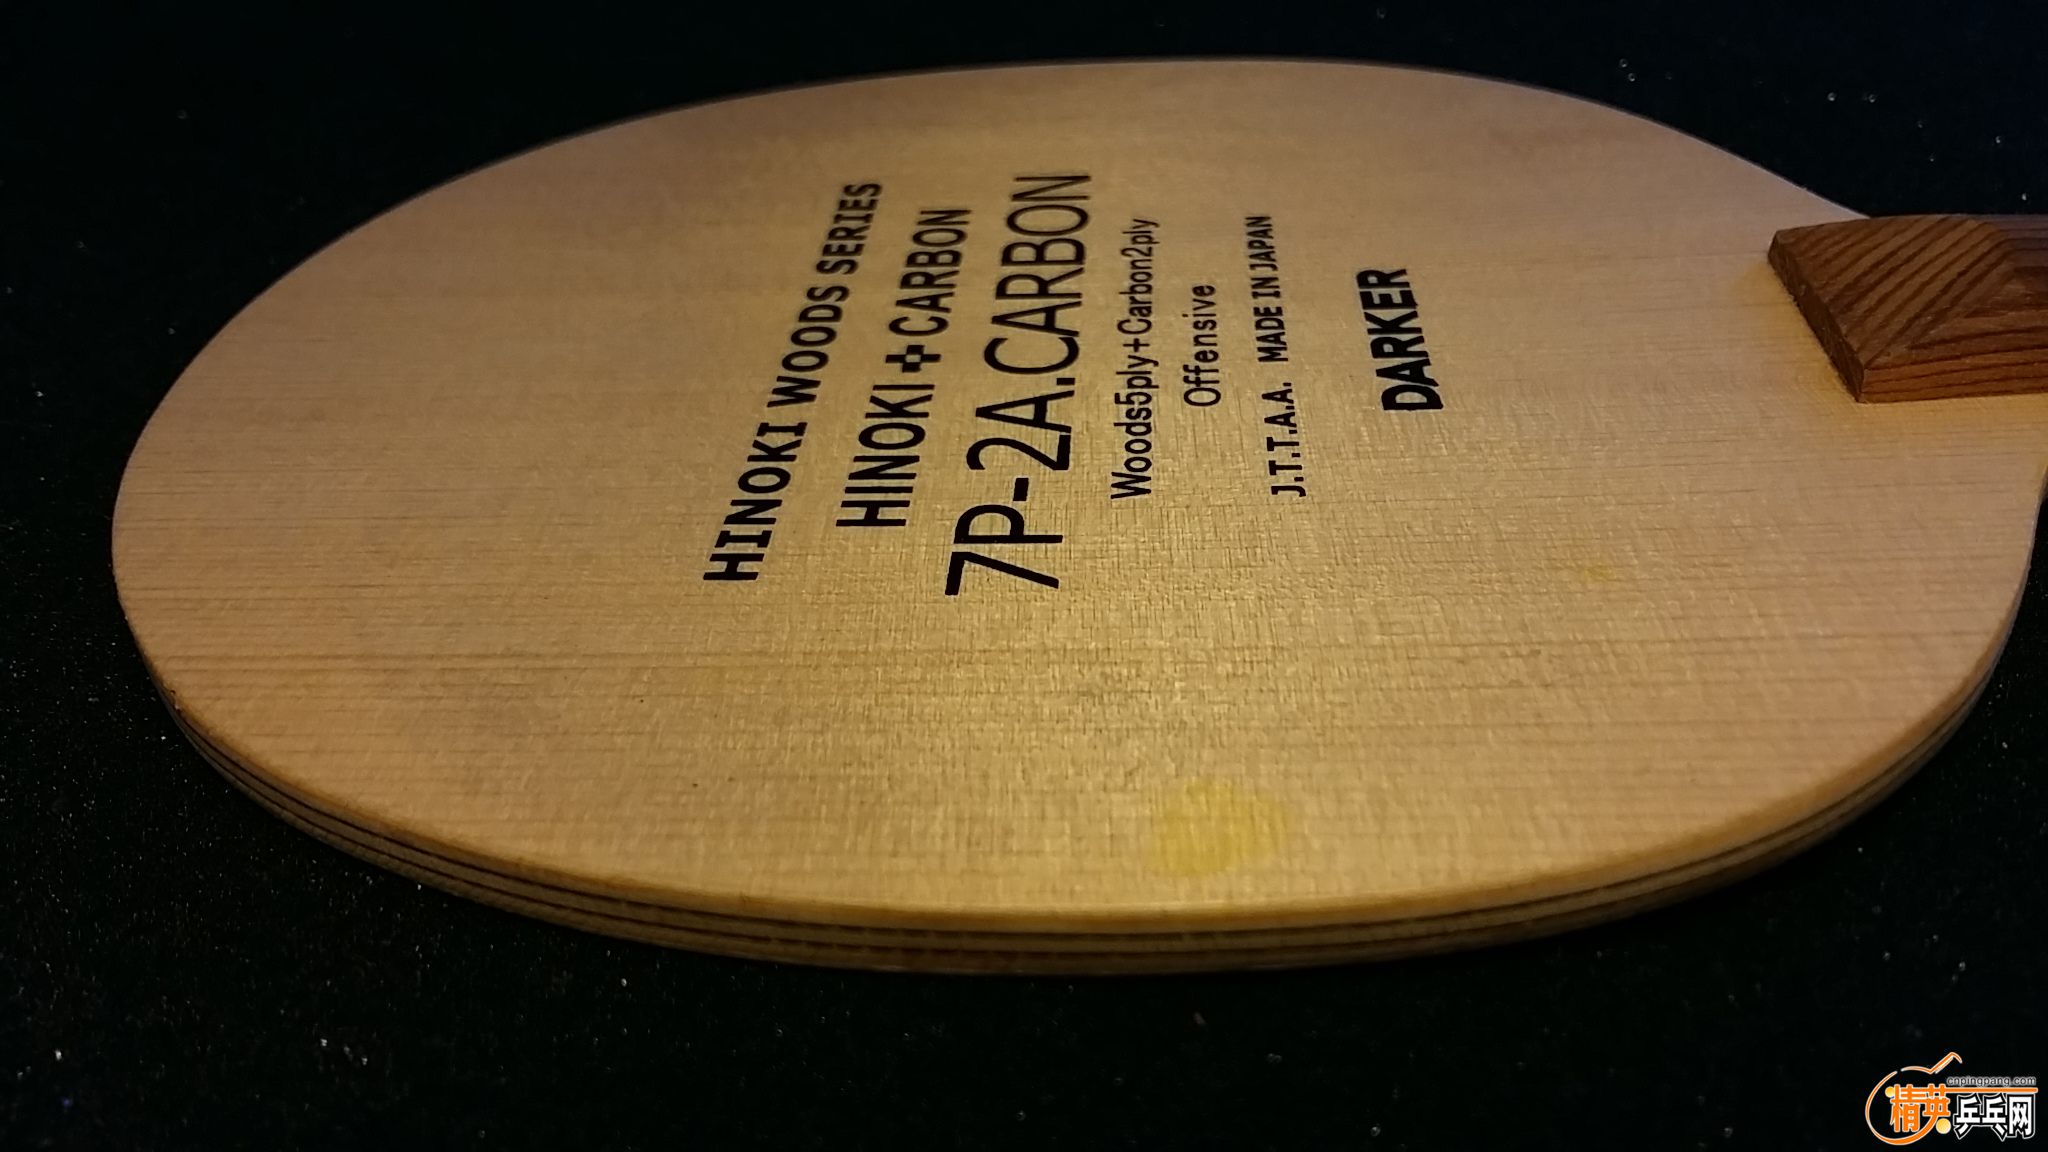 HINOKI WOODS SERIES
HINOKI+CARBON
7P-2A.CARBON
Woods5ply+Carbon2ply
Offensive
J.T.T.A.A. MADE IN JAPAN
DARKER
cnpingpang.com
精英乒乓网